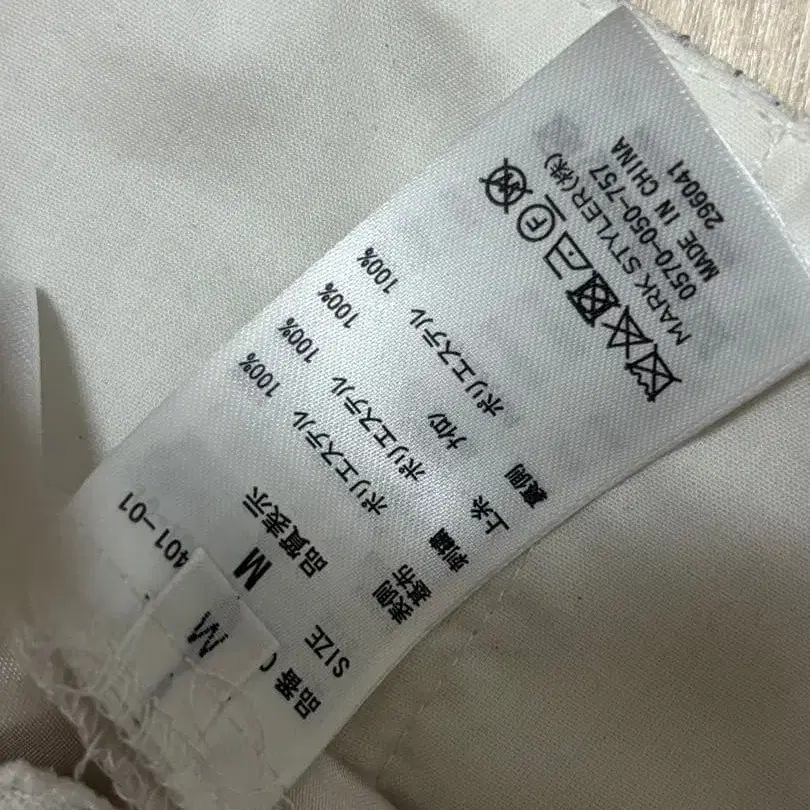 品番 401-01
SIZE M
品質表示
表側
基布 ポリエステル 100%
刺繍 ポリエステル 100%
上糸 ﾅｲﾛﾝ 100%
裏側 ポリエステル 100%
F W
MARK STYLER(株)
0570-050-757
MADE IN CHINA
296041
M